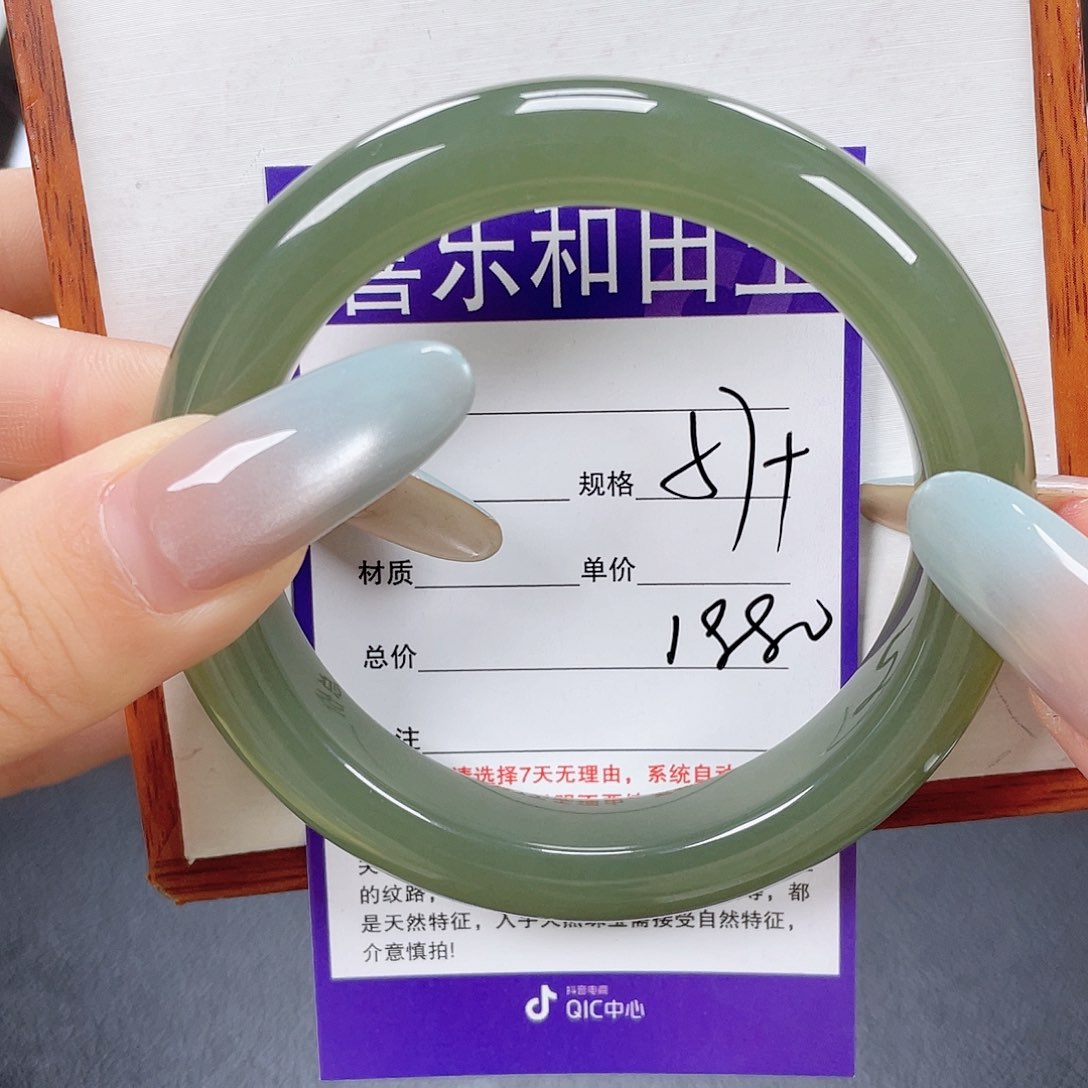 喜乐和田玉
规格 57+
材质 单价
总价 1880
注
请选择7天无理由，系统自动
的纹路， 等，都
是天然特征，入手天然珠宝需接受自然特征，
介意慎拍!
抖音电商
QIC中心